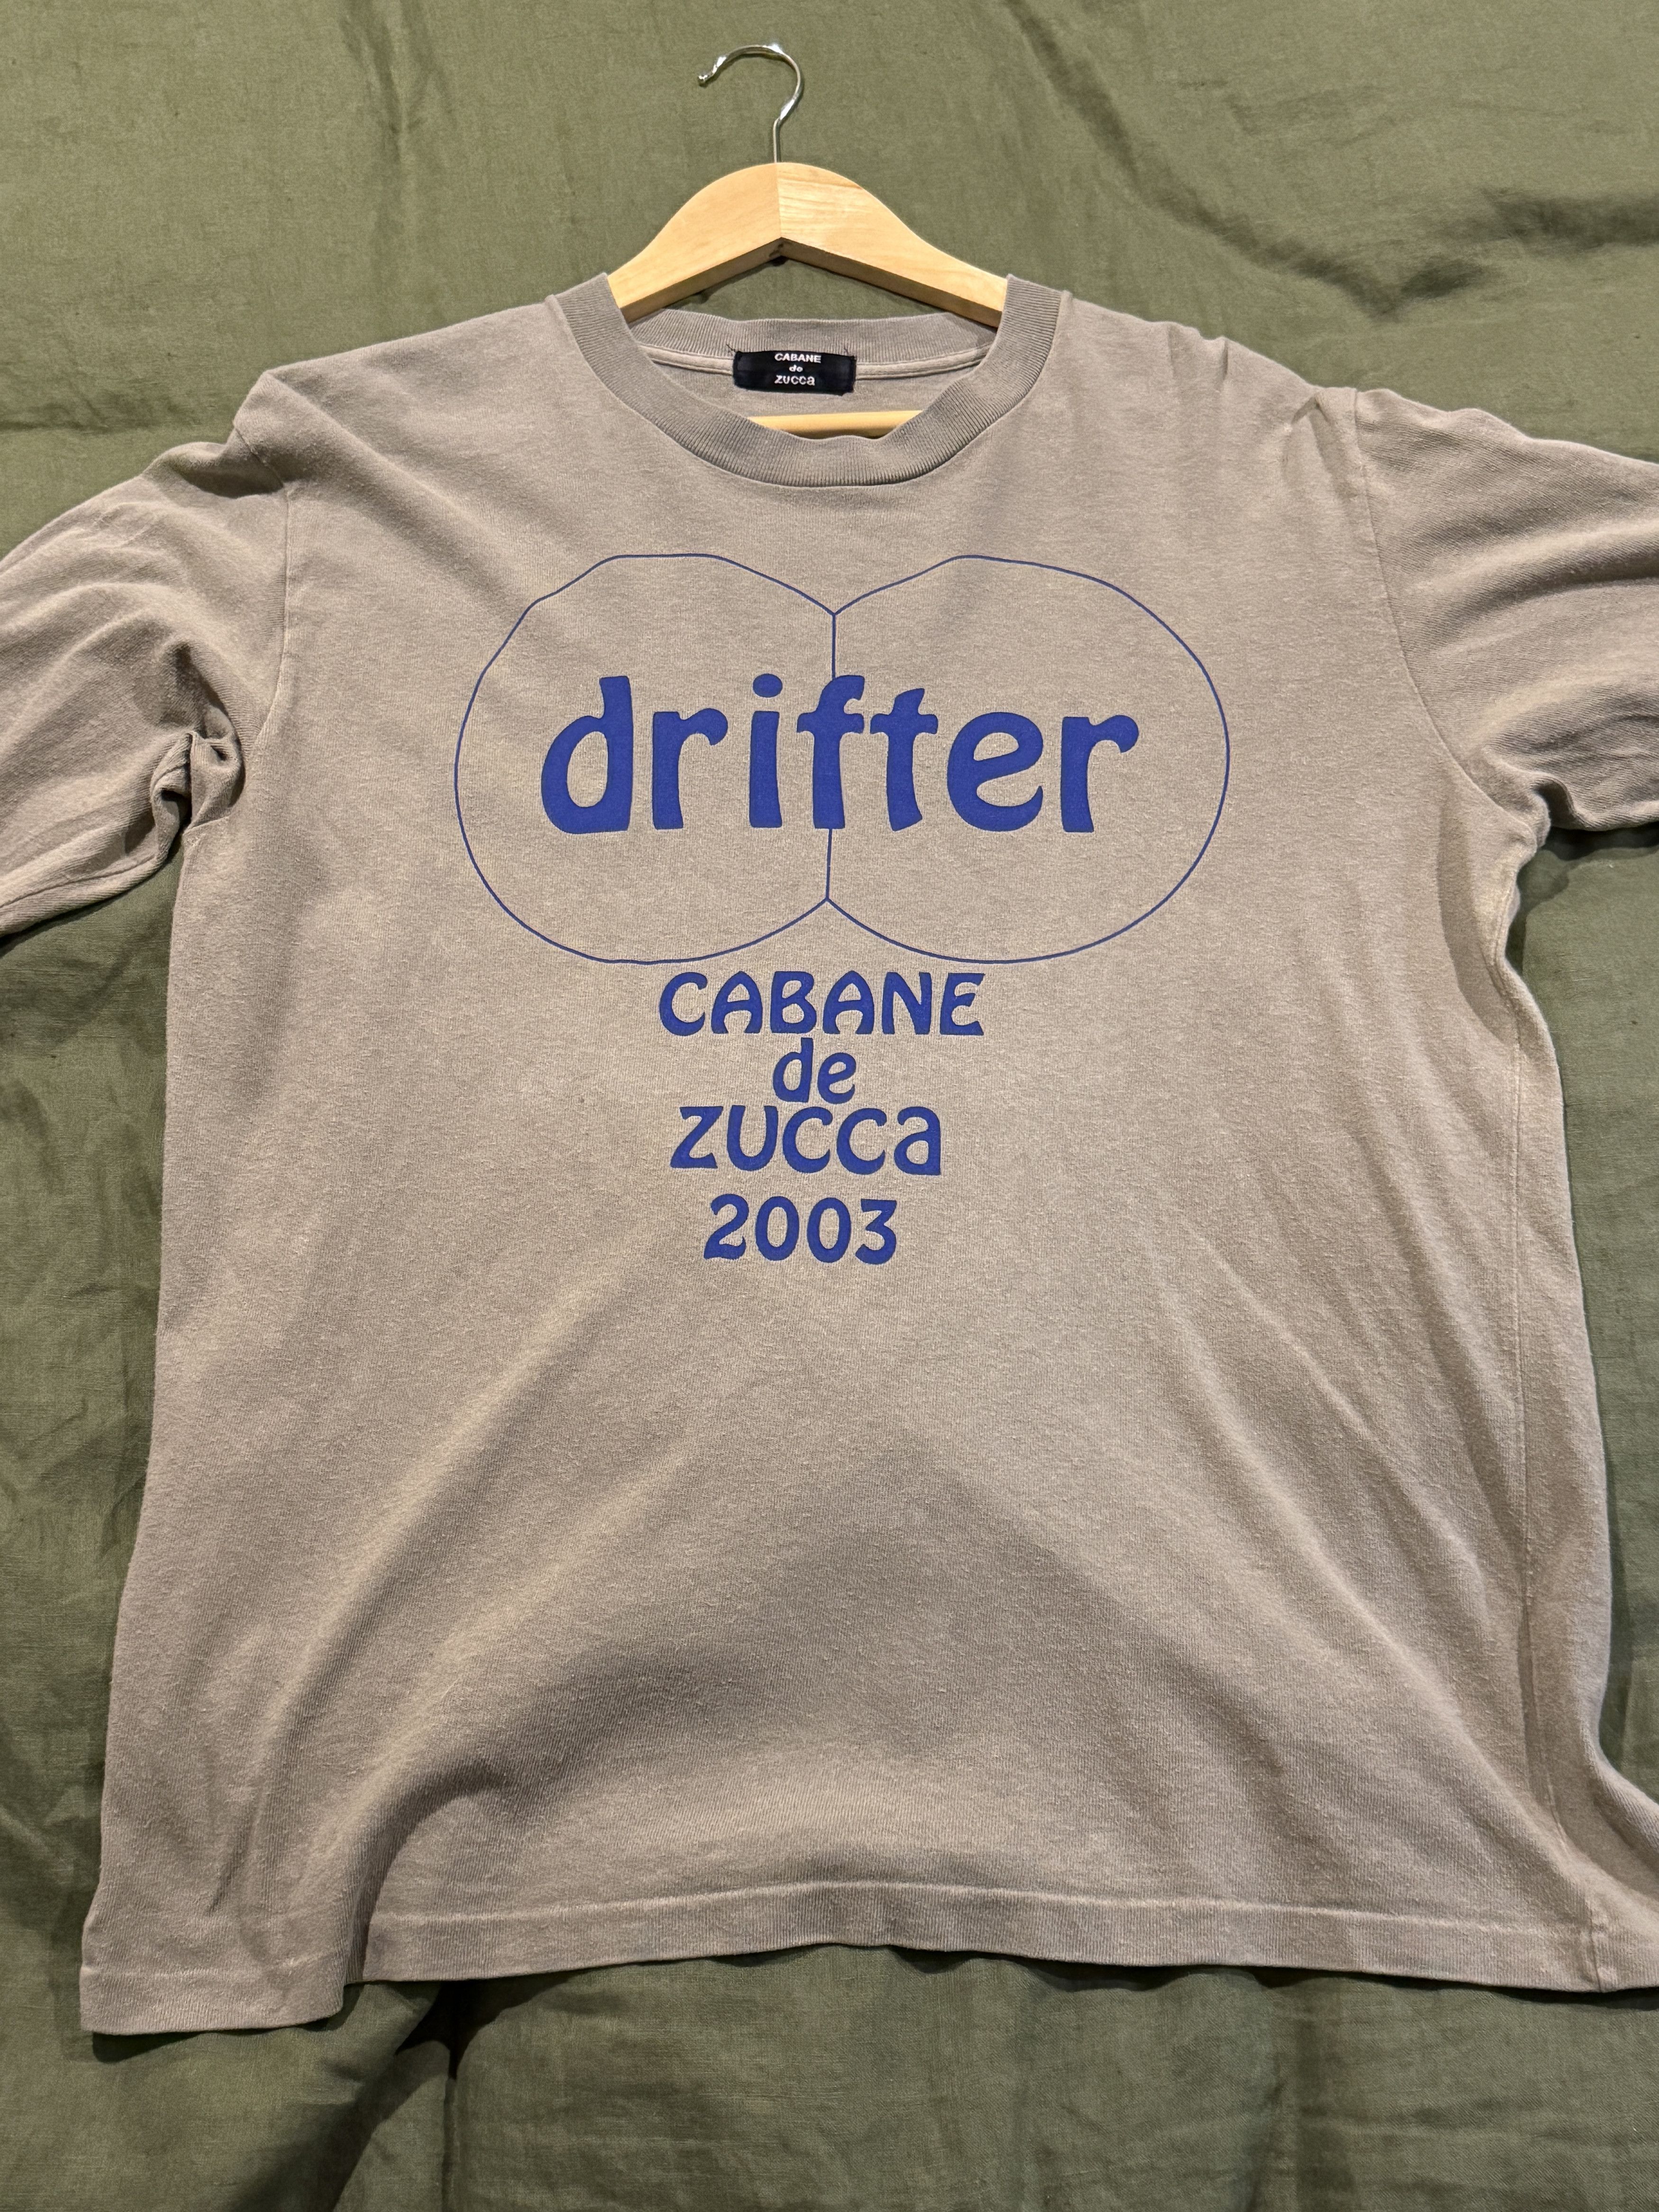 CABANE
de
zucca
drifter
CABANE
de
zucca
2003